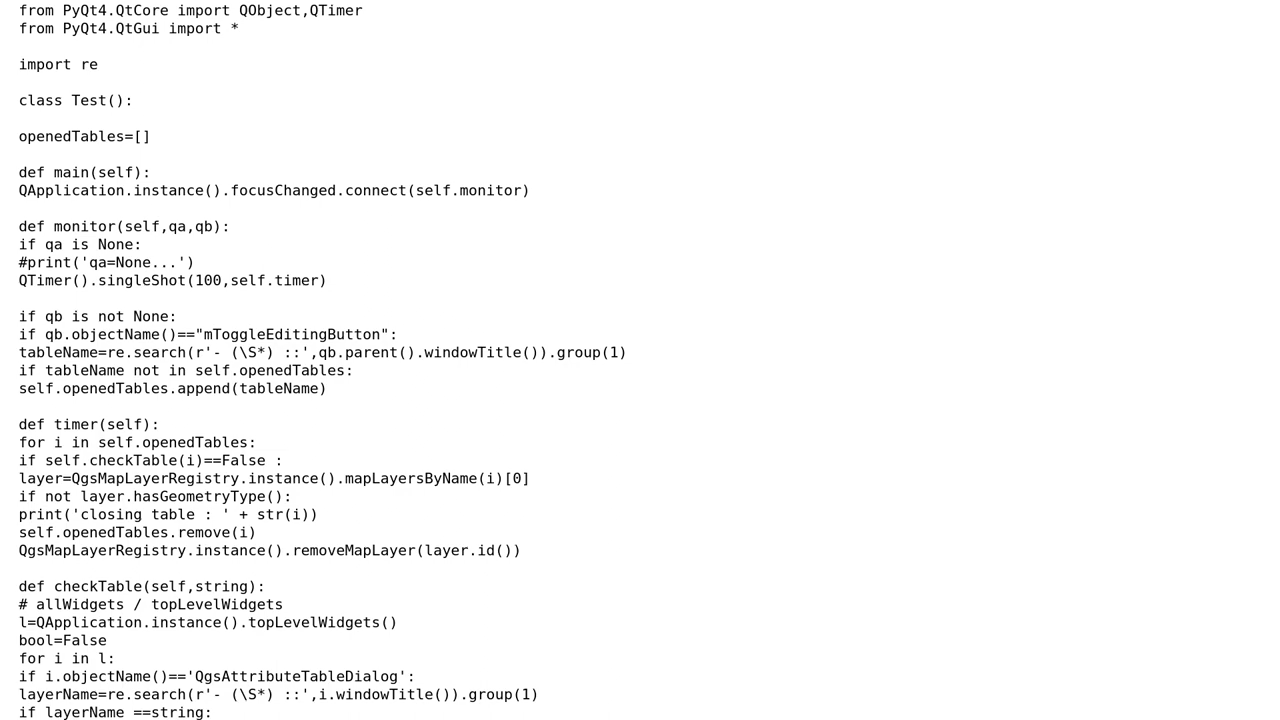 from PyQt4.QtCore import QObject,QTimer
from PyQt4.QtGui import *
import re
class Test():
openedTables=[]
def main(self):
QApplication.instance().focusChanged.connect(self.monitor)
def monitor(self,qa,qb):
if qa is None:
#print('qa=None...')
QTimer().singleShot(100,self.timer)
if qb is not None:
if qb.objectName()=="mToggleEditingButton":
tableName=re.search(r'- (\S*) ::',qb.parent().windowTitle()).group(1)
if tableName not in self.openedTables:
self.openedTables.append(tableName)
def timer(self):
for i in self.openedTables:
if self.checkTable(i)==False :
layer=QgsMapLayerRegistry.instance().mapLayersByName(i)[0]
if not layer.hasGeometryType():
print('closing table : ' + str(i))
self.openedTables.remove(i)
QgsMapLayerRegistry.instance().removeMapLayer(layer.id())
def checkTable(self,string):
# allWidgets / topLevelWidgets
l=QApplication.instance().topLevelWidgets()
bool=False
for i in l:
if i.objectName()=='QgsAttributeTableDialog':
layerName=re.search(r'- (\S*) ::',i.windowTitle()).group(1)
if layerName ==string: